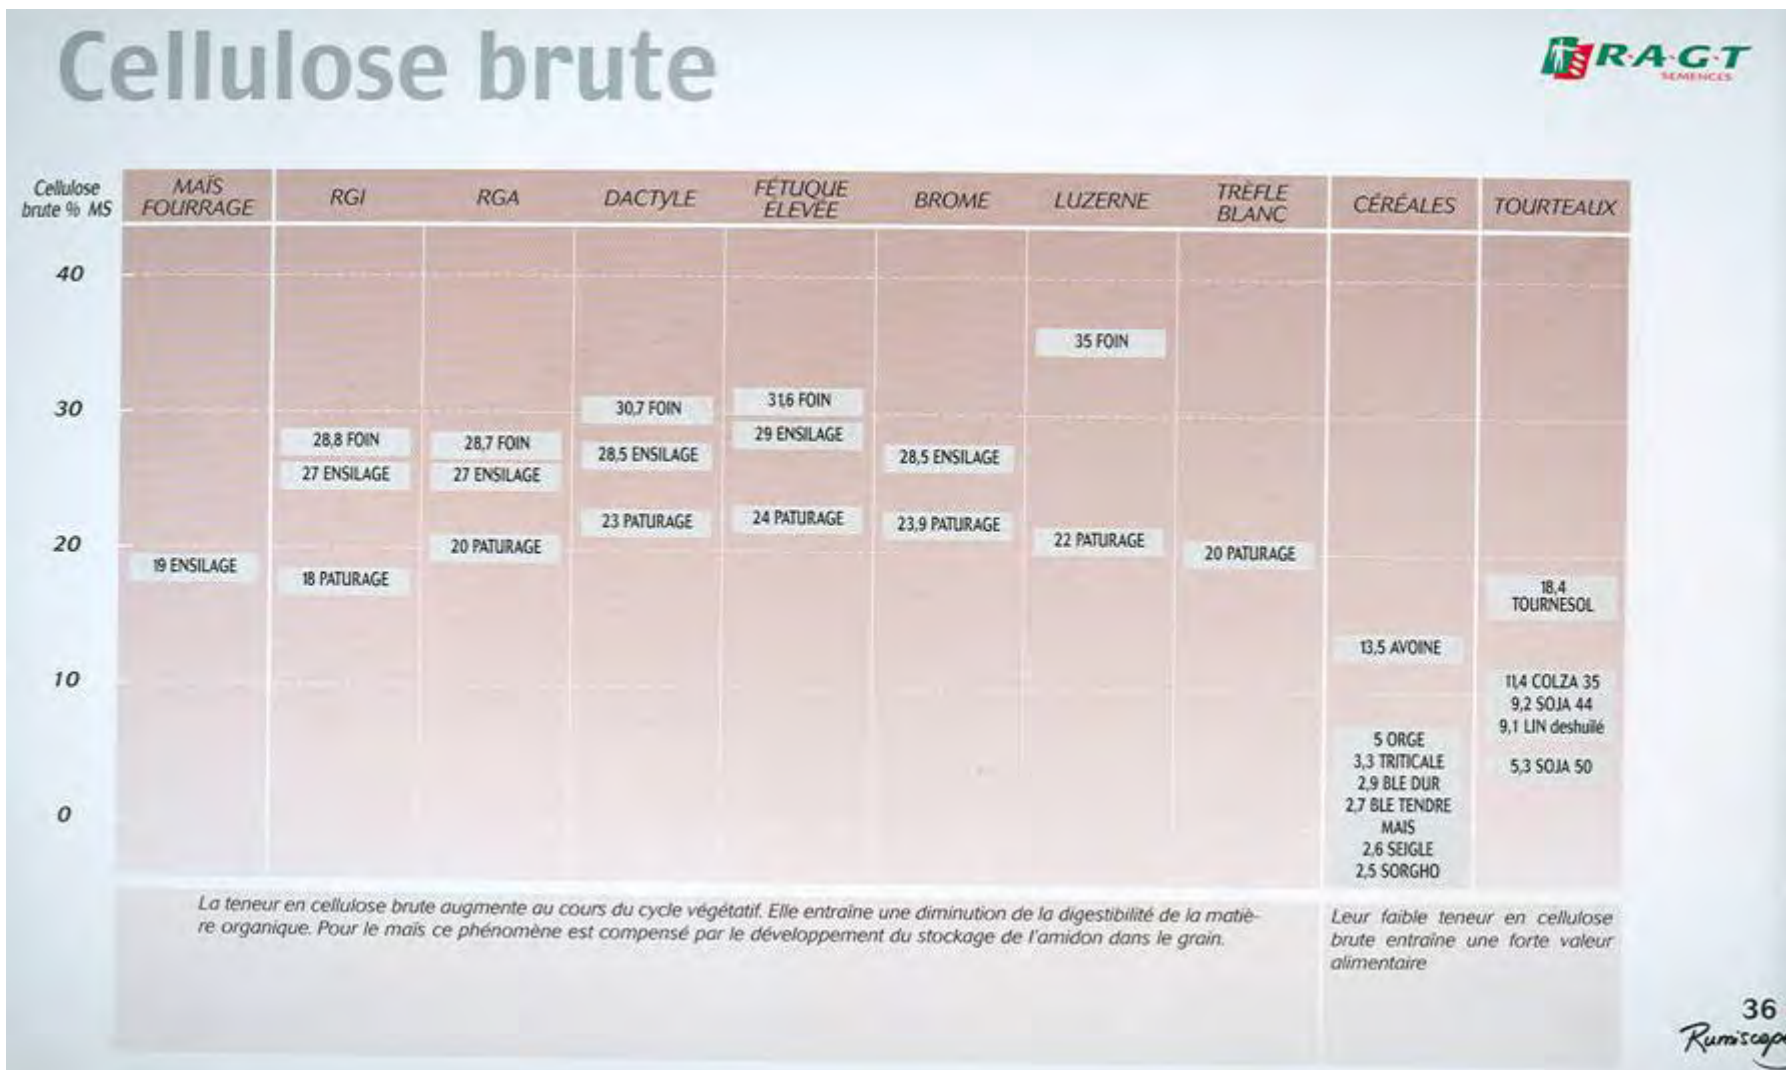 Cellulose brute
R·A·G·T
SEMENCES
Cellulose
brute % MS
MAÏS
FOURRAGE
RGI
RGA
DACTYLE
FÉTUQUE
ÉLEVÉE
BROME
LUZERNE
TRÈFLE
BLANC
CÉRÉALES
TOURTEAUX
40
30
20
10
0
19 ENSILAGE
28,8 FOIN
27 ENSILAGE
18 PATURAGE
28,7 FOIN
27 ENSILAGE
20 PATURAGE
30,7 FOIN
28,5 ENSILAGE
23 PATURAGE
31,6 FOIN
29 ENSILAGE
24 PATURAGE
28,5 ENSILAGE
23,9 PATURAGE
35 FOIN
22 PATURAGE
20 PATURAGE
13,5 AVOINE
5 ORGE
3,3 TRITICALE
2,9 BLE DUR
2,7 BLE TENDRE
MAIS
2,6 SEIGLE
2,5 SORGHO
18,4
TOURNESOL
11,4 COLZA 35
9,2 SOJA 44
9,1 LIN deshuilé
5,3 SOJA 50
La teneur en cellulose brute augmente au cours du cycle végétatif. Elle entraîne une diminution de la digestibilité de la matiè-
re organique. Pour le maïs ce phénomène est compensé par le développement du stockage de l'amidon dans le grain.
Leur faible teneur en cellulose
brute entraîne une forte valeur
alimentaire
36